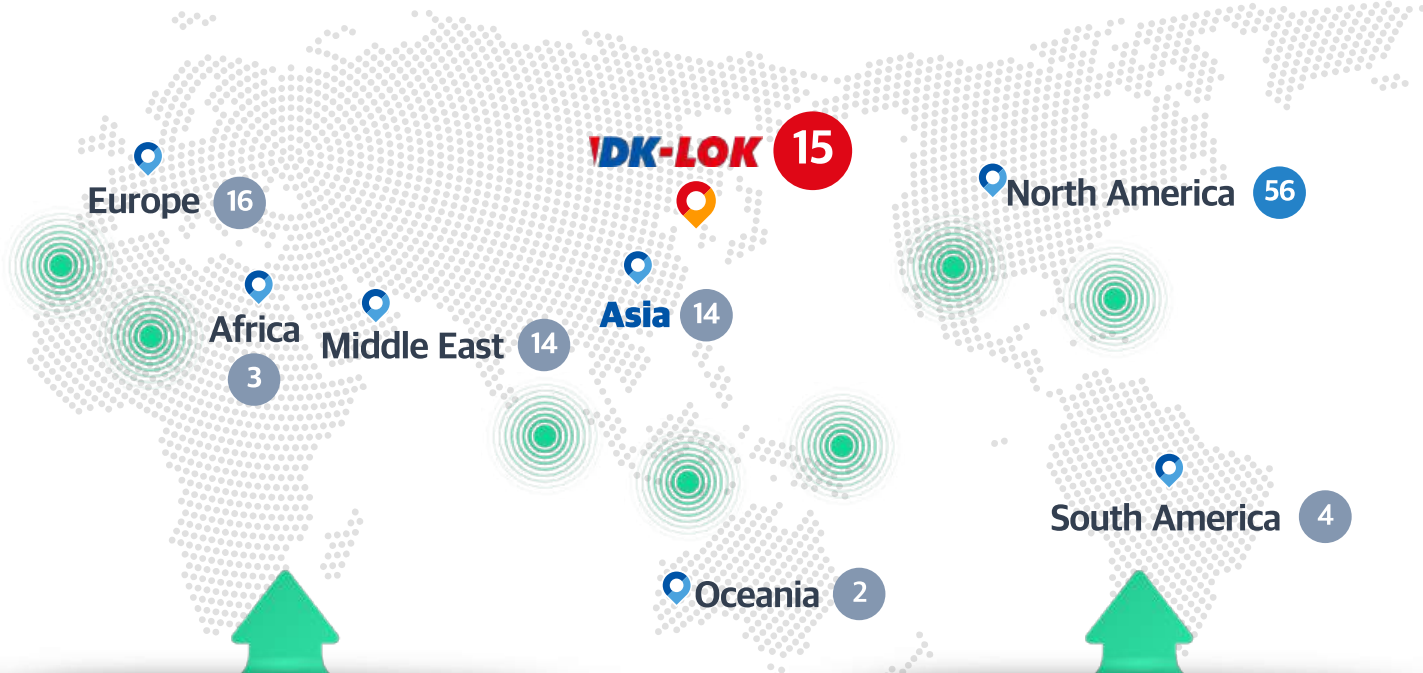 DK-LOK 15
Europe 16
North America 56
Africa
3
Middle East 14
Asia 14
South America 4
Oceania 2